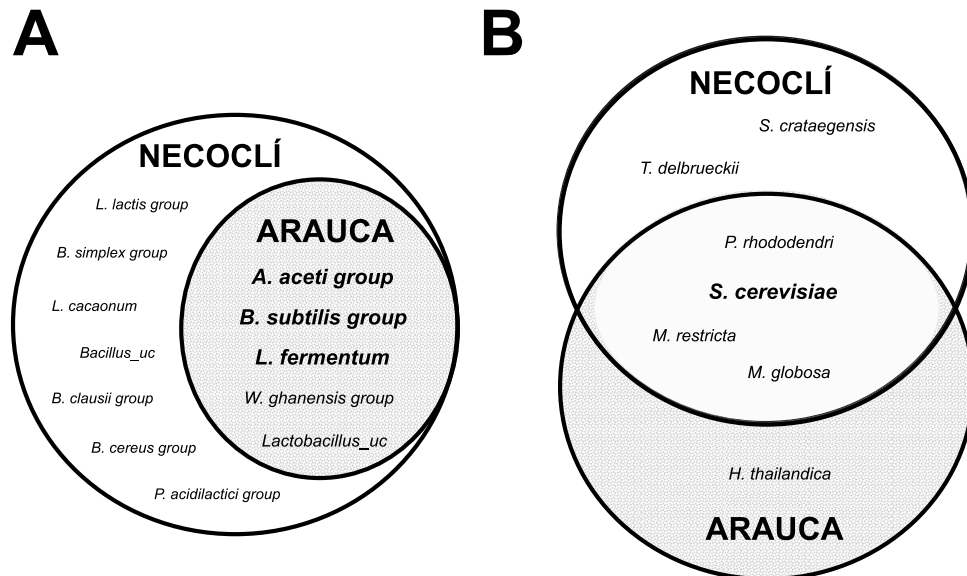 A
NECOCLÍ
L. lactis group
B. simplex group
L. cacaonum
Bacillus_uc
B. clausii group
B. cereus group
P. acidilactici group
ARAUCA
A. aceti group
B. subtilis group
L. fermentum
W. ghanensis group
Lactobacillus_uc
B
NECOCLÍ
S. crataegensis
T. delbrueckii
P. rhododendri
S. cerevisiae
M. restricta
M. globosa
H. thailandica
ARAUCA